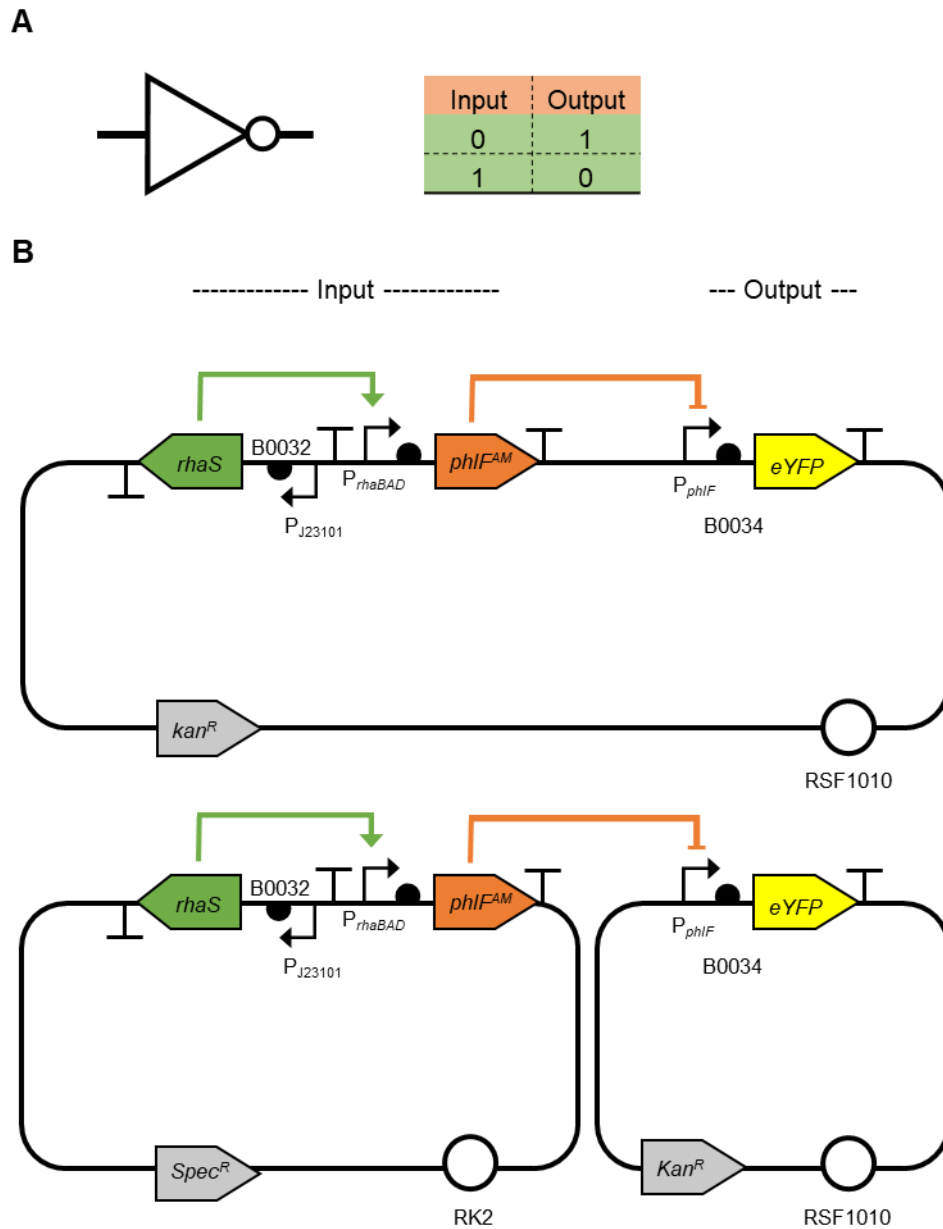 A
Input Output
0 1
1 0
B
------------- Input ------------- --- Output ---
rhaS B0032 PrhaBAD phlFAM PphlF eYFP
PJ23101 B0034
kanR
RSF1010
rhaS B0032 PrhaBAD phlFAM PphlF eYFP
PJ23101 B0034
SpecR KanR
RK2 RSF1010